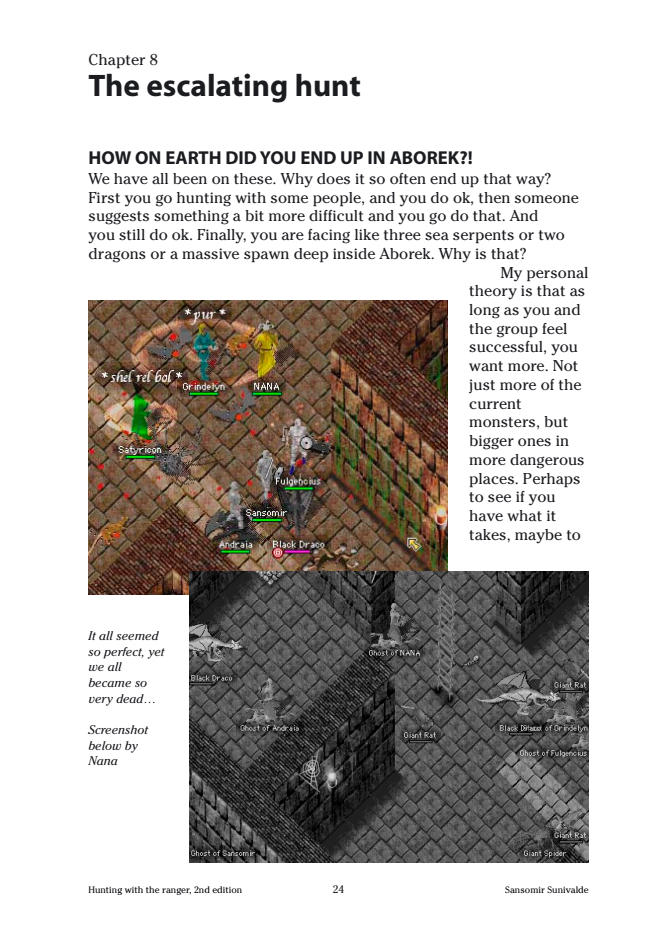 Chapter 8
The escalating hunt
HOW ON EARTH DID YOU END UP IN ABOREK?!
We have all been on these. Why does it so often end up that way?
First you go hunting with some people, and you do ok, then someone
suggests something a bit more difficult and you go do that. And
you still do ok. Finally, you are facing like three sea serpents or two
dragons or a massive spawn deep inside Aborek. Why is that?
My personal
theory is that as
long as you and
the group feel
successful, you
want more. Not
just more of the
current
monsters, but
bigger ones in
more dangerous
places. Perhaps
to see if you
have what it
takes, maybe to
*pur*
*shel rel bol*
Grindelyn
NANA
Satyricon
Fulgencius
Sansomir
Andraia
Black Draco
It all seemed
so perfect, yet
we all
became so
very dead…
Screenshot
below by
Nana
Ghost of NANA
Black Draco
Giant Rat
Ghost of Andraia
Giant Rat
Black
of Grindelyn
Ghost of Fulgencius
Giant Rat
Ghost of Sansomir
Giant Spider
Hunting with the ranger, 2nd edition
24
Sansomir Sunivalde